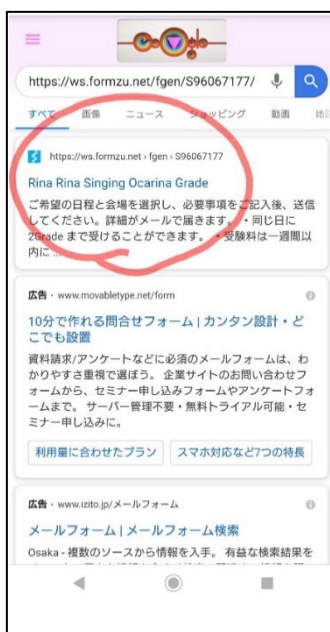 https://ws.formzu.net/fgen/S96067177/
すべて 画像 ニュース ショッピング 動画
https://ws.formzu.net › fgen › S96067177
Rina Rina Singing Ocarina Grade
ご希望の日程と会場を選択し、必要事項をご記入後、送
信してください。詳細がメールで届きます。 ・同じ日に
2Grade まで受けることができます。 ・受験料は一週間以
内に ...
広告 · www.movabletype.net/form
10分で作れる問合せフォーム | カンタン設計・ど
こでも設置
資料請求/アンケートなどに必須のメールフォームは、わ
かりやすさ重視で選ぼう。 企業サイトのお問い合わせフ
ォームから、セミナー申し込みフォームやアンケートフォ
ームまで。 サーバー管理不要・無料トライアル可能・セ
ミナー申し込みに。
利用量に合わせたプラン スマホ対応など7つの特長
広告 · www.izito.jp/メールフォーム
メールフォーム | メールフォーム検索
Osaka - 複数のソースから情報を入手。 有益な検索結果を